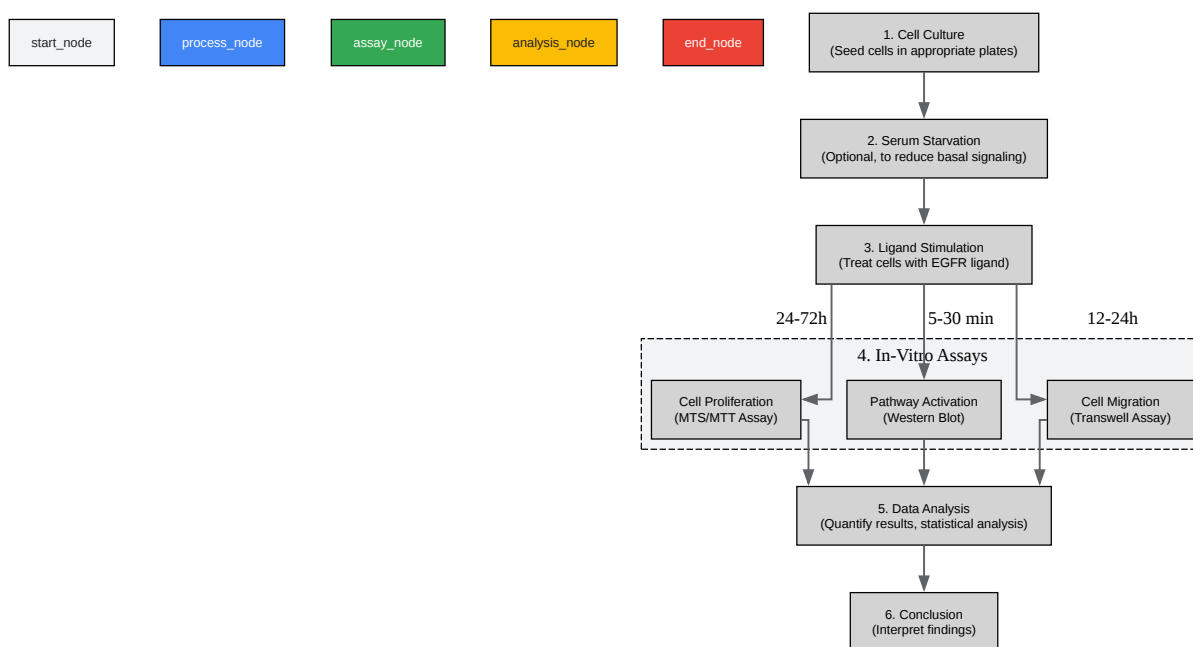 start_node
process_node
assay_node
analysis_node
end_node
1. Cell Culture
(Seed cells in appropriate plates)
2. Serum Starvation
(Optional, to reduce basal signaling)
3. Ligand Stimulation
(Treat cells with EGFR ligand)
24-72h
5-30 min
12-24h
4. In-Vitro Assays
Cell Proliferation
(MTS/MTT Assay)
Pathway Activation
(Western Blot)
Cell Migration
(Transwell Assay)
5. Data Analysis
(Quantify results, statistical analysis)
6. Conclusion
(Interpret findings)